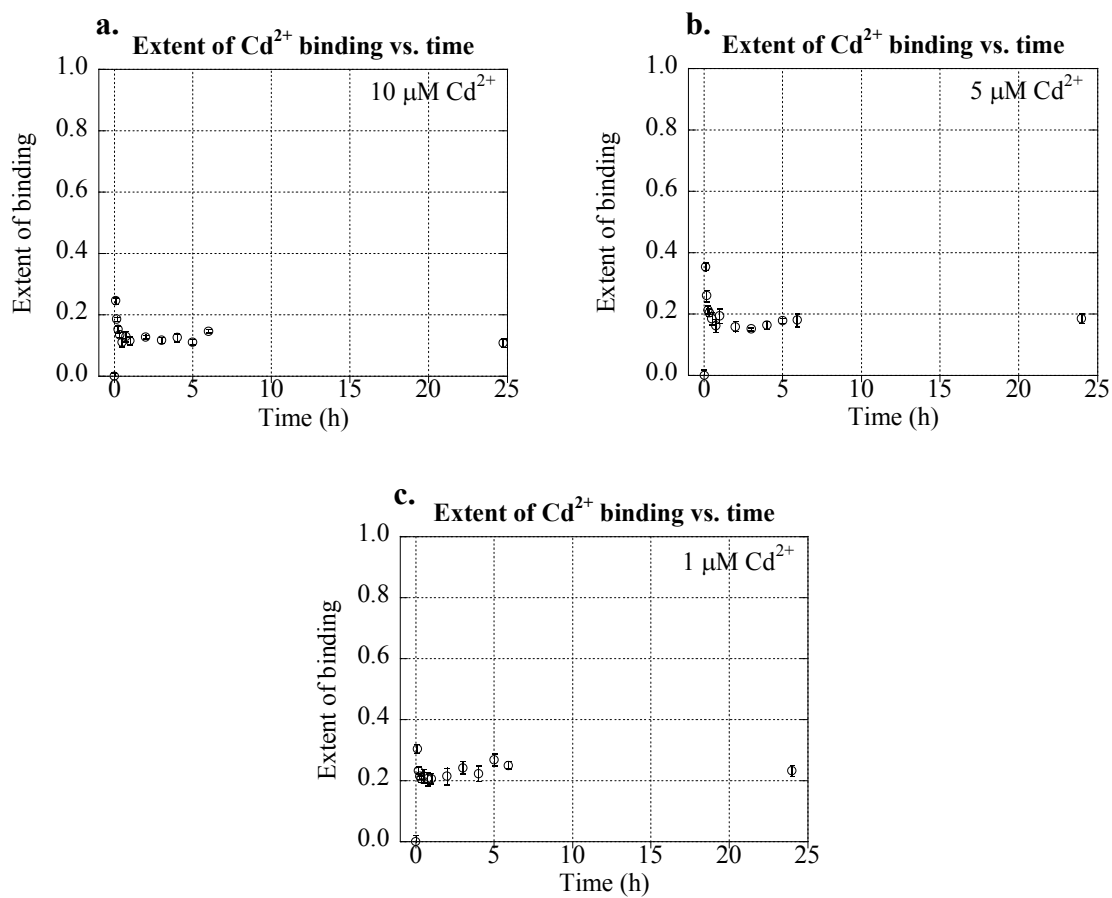 a.
Extent of Cd²⁺ binding vs. time
10 μM Cd²⁺
Extent of binding
1.0
0.8
0.6
0.4
0.2
0.0
0 5 10 15 20 25
Time (h)
b.
Extent of Cd²⁺ binding vs. time
5 μM Cd²⁺
Extent of binding
1.0
0.8
0.6
0.4
0.2
0.0
0 5 10 15 20 25
Time (h)
c.
Extent of Cd²⁺ binding vs. time
1 μM Cd²⁺
Extent of binding
1.0
0.8
0.6
0.4
0.2
0.0
0 5 10 15 20 25
Time (h)